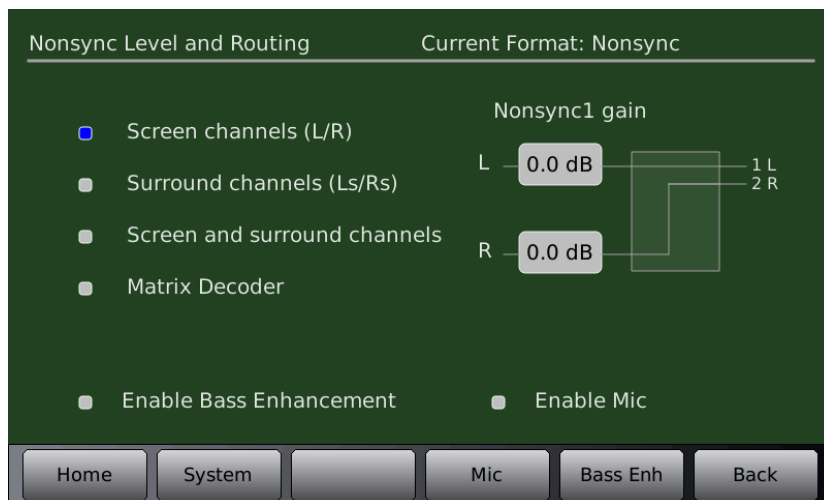 Nonsync Level and Routing
Current Format: Nonsync
Screen channels (L/R)
Surround channels (Ls/Rs)
Screen and surround channels
Matrix Decoder
Nonsync1 gain
L
0.0 dB
1 L
2 R
R
0.0 dB
Enable Bass Enhancement
Enable Mic
Home
System
Mic
Bass Enh
Back